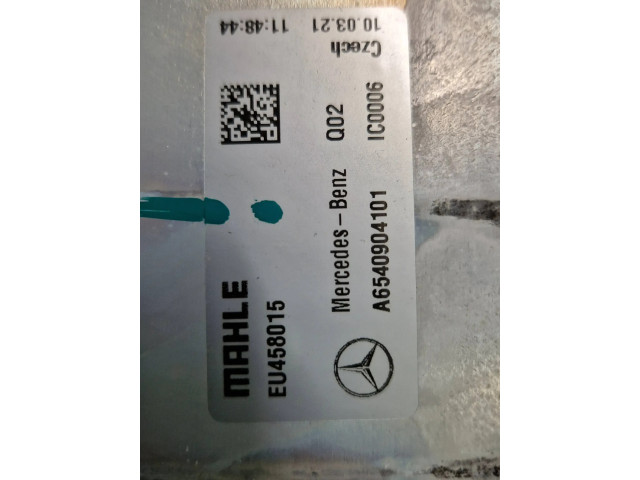 MAHLE
EU458015
Mercedes-Benz Q02
A6540904101 IC0006
Czech
10.03.21 11:48:44